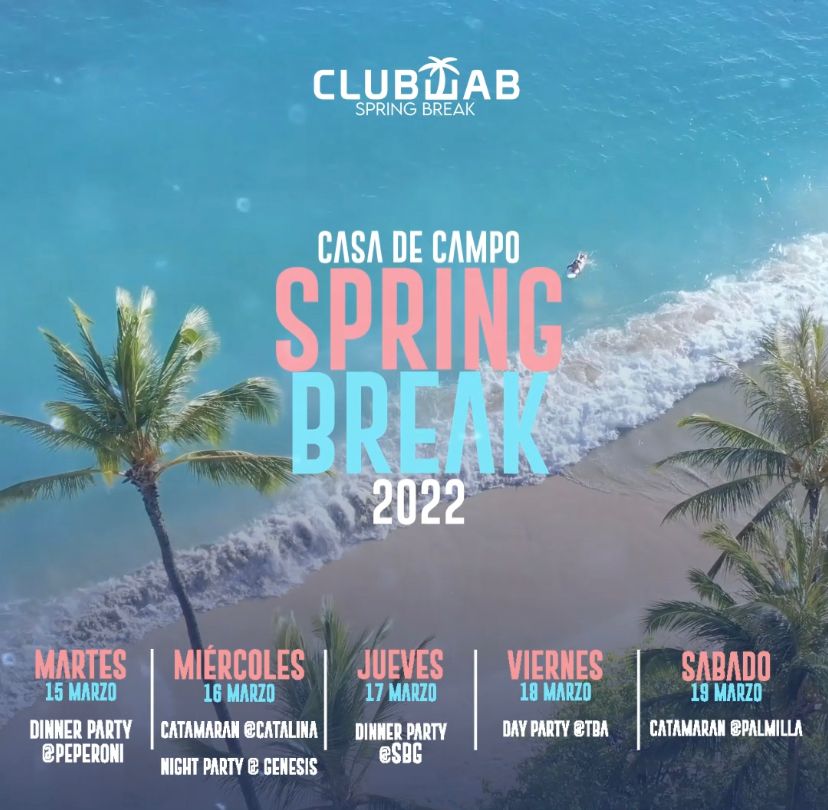 CLUBWAB
SPRING BREAK
CASA DE CAMPO
SPRING
BREAK
2022
MARTES
15 MARZO
DINNER PARTY
@PEPERONI
MIÉRCOLES
16 MARZO
CATAMARAN @CATALINA
NIGHT PARTY @ GENESIS
JUEVES
17 MARZO
DINNER PARTY
@SBG
VIERNES
18 MARZO
DAY PARTY @TBA
SABADO
19 MARZO
CATAMARAN @PALMILLA